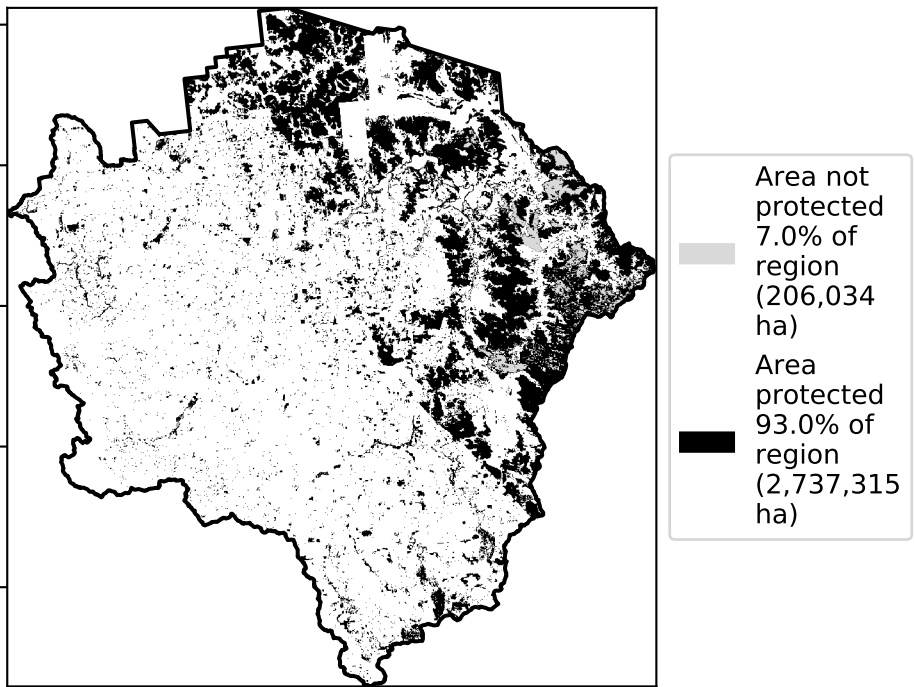 Area not
protected
7.0% of
region
(206,034
ha)
Area
protected
93.0% of
region
(2,737,315
ha)